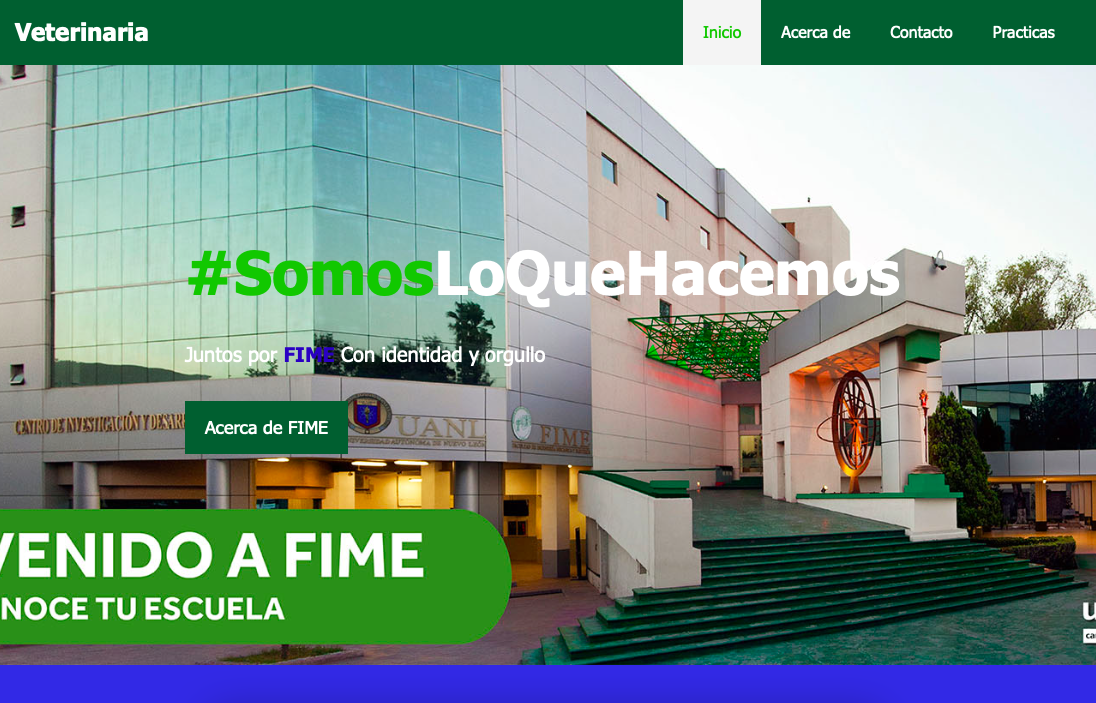 Veterinaria
Inicio Acerca de Contacto Practicas
#SomosLoQueHacemos
Juntos por FIME Con identidad y orgullo
Acerca de FIME
CENTRO DE INVESTIGACIÓN Y DESAR
UANL
UNIVERSIDAD AUTÓNOMA DE NUEVO LEÓN
FIME
VENIDO A FIME
NOCE TU ESCUELA